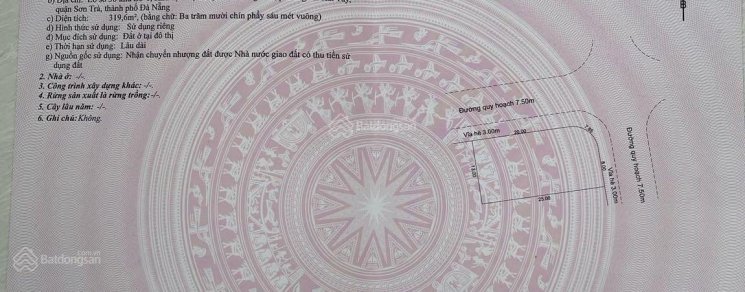 quận Sơn Trà, thành phố Đà Nẵng
c) Diện tích: 319,6m², (bằng chữ: Ba trăm mười chín phẩy sáu mét vuông)
d) Hình thức sử dụng: Sử dụng riêng
đ) Mục đích sử dụng: Đất ở tại đô thị
e) Thời hạn sử dụng: Lâu dài
g) Nguồn gốc sử dụng: Nhận chuyển nhượng đất được Nhà nước giao đất có thu tiền sử
dụng đất
2. Nhà ở: -/-
3. Công trình xây dựng khác: -/-
4. Rừng sản xuất là rừng trồng: -/-
5. Cây lâu năm: -/-
6. Ghi chú: Không.
B
Đường quy hoạch 7.50m
Vỉa hè 3.00m
20.00
Đường quy hoạch 7.50m
Vỉa hè 3.00m
8.00
13.00
25.00
Batdongsan
Batdongsan
.com.vn